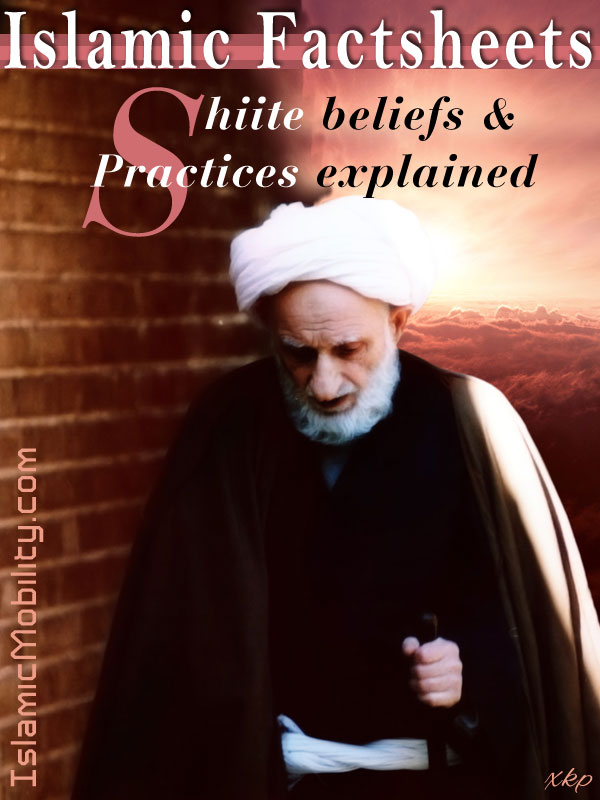 Islamic Factsheets
Shiite beliefs &
Practices explained
IslamicMobility.com
xkp